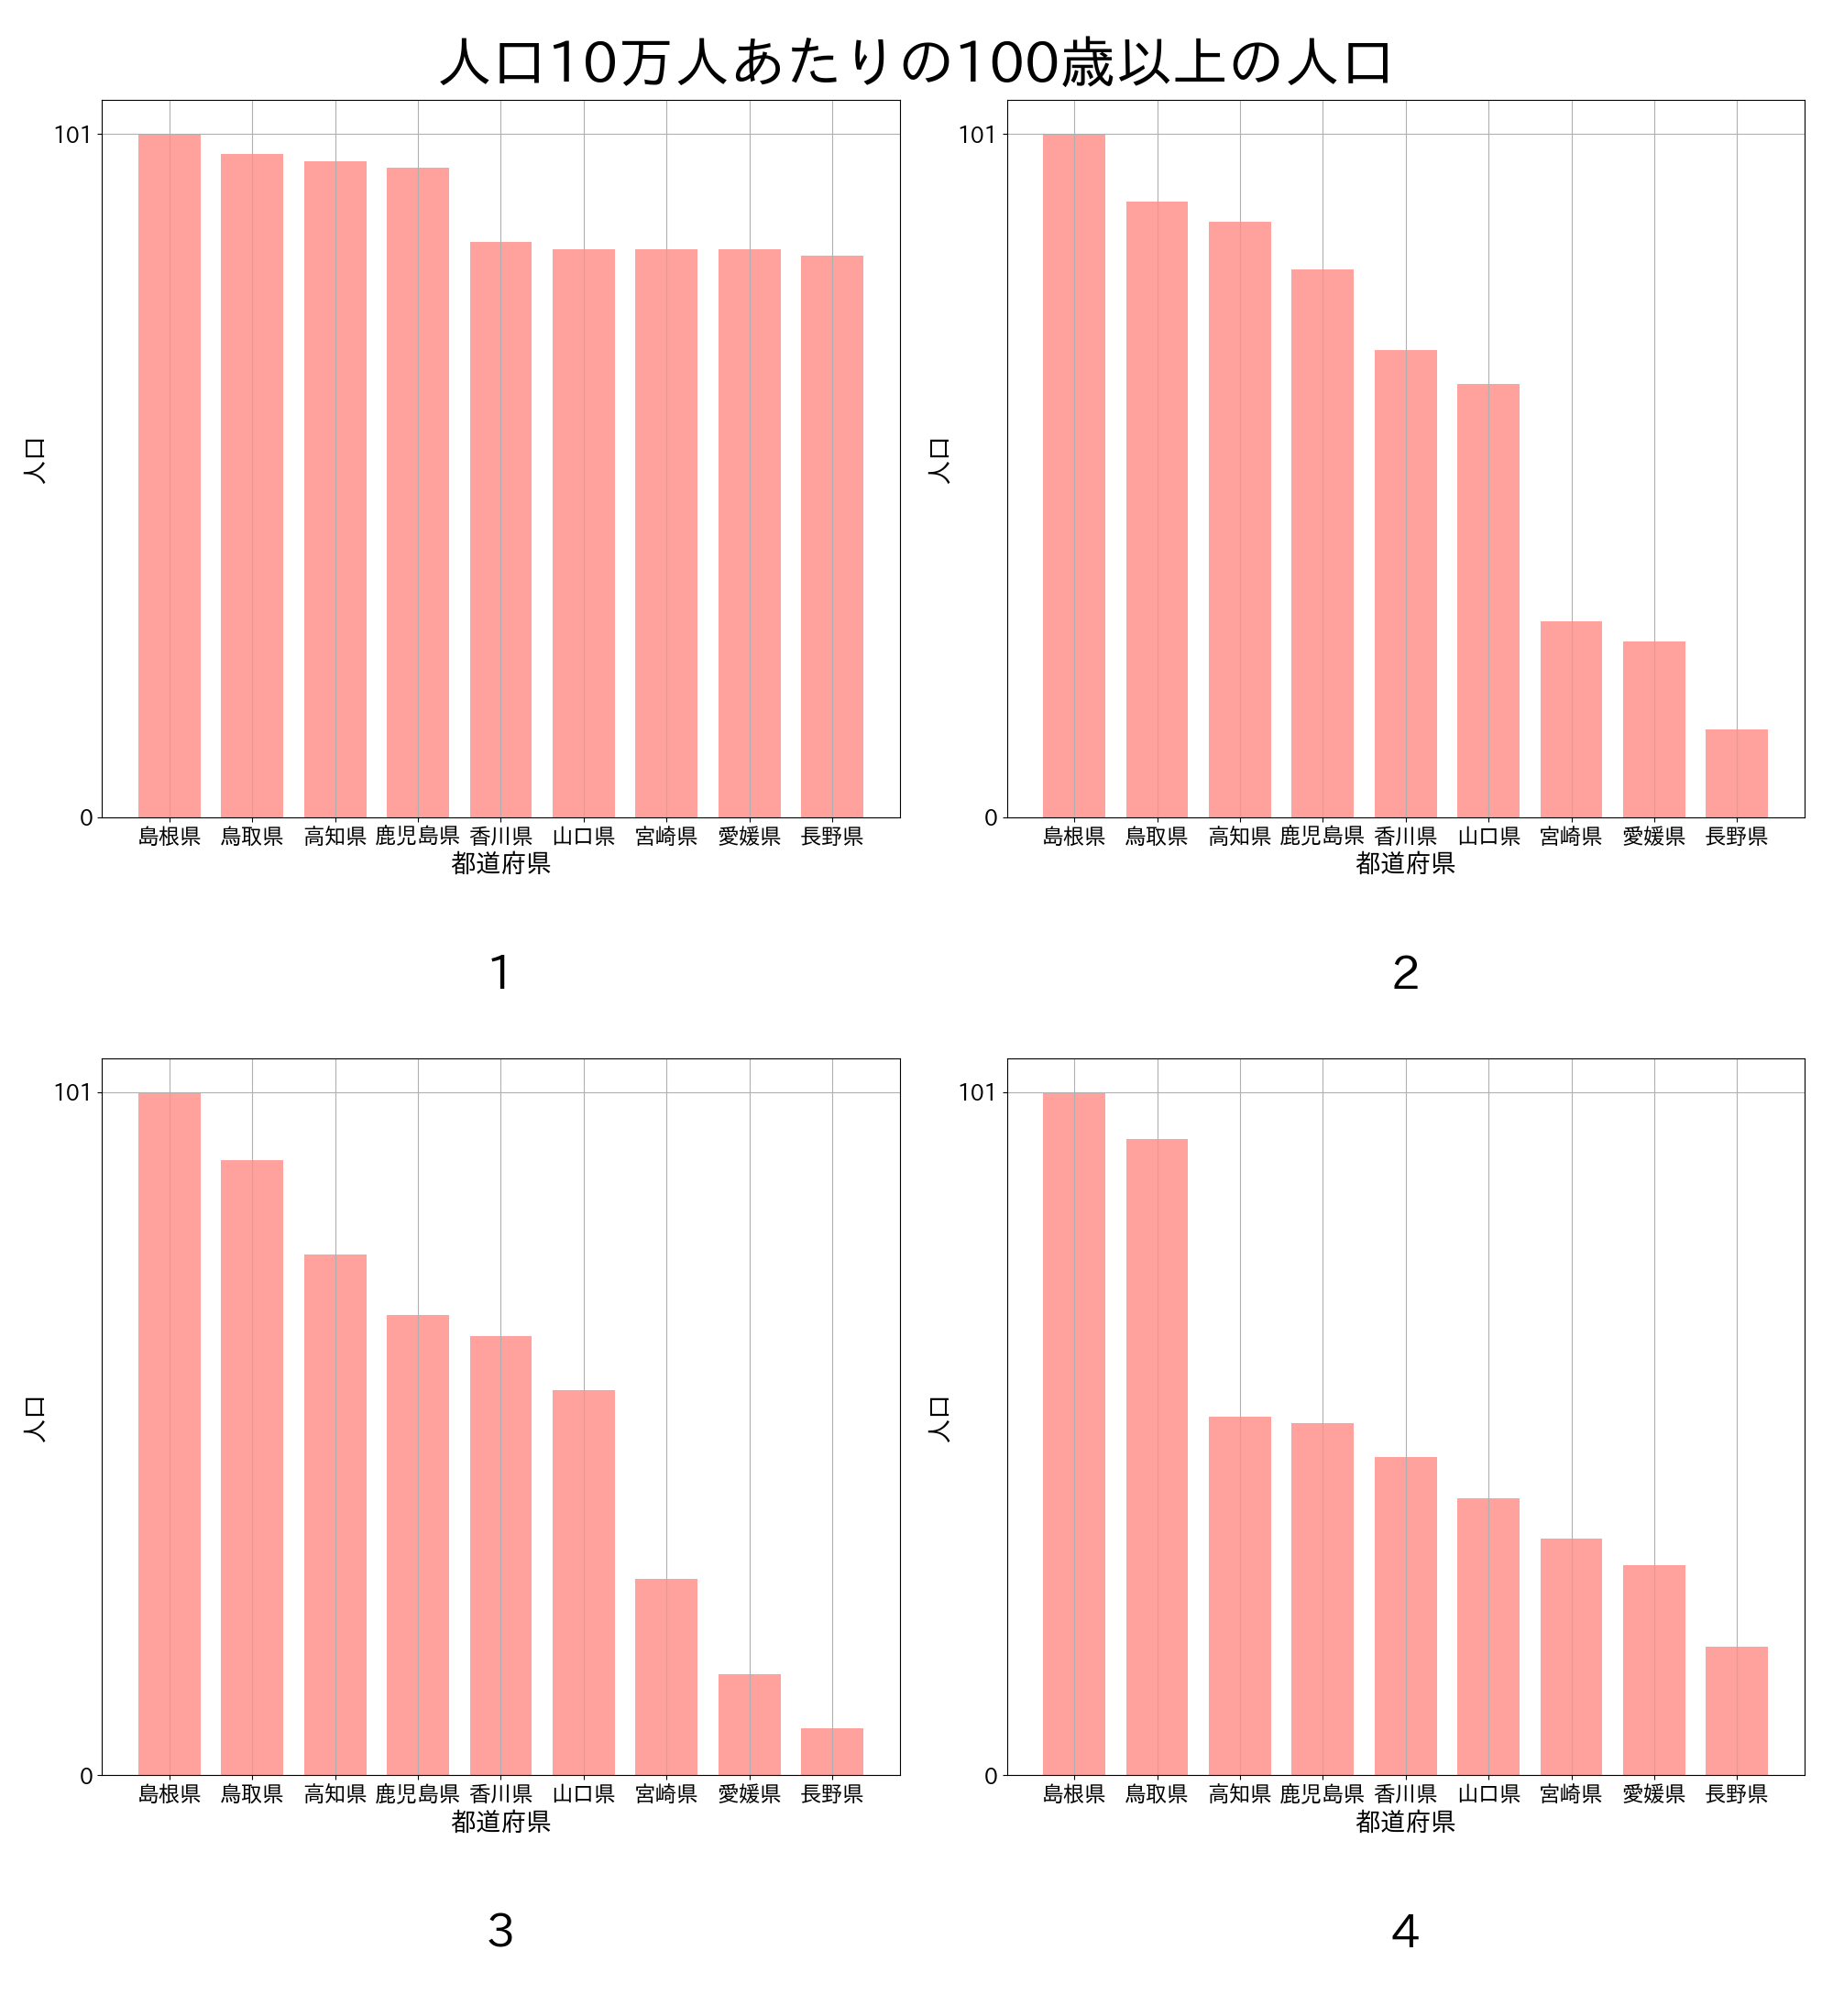 人口10万人あたりの100歳以上の人口
101
0
人口
島根県 鳥取県 高知県 鹿児島県 香川県 山口県 宮崎県 愛媛県 長野県
都道府県
1
101
0
人口
島根県 鳥取県 高知県 鹿児島県 香川県 山口県 宮崎県 愛媛県 長野県
都道府県
2
101
0
人口
島根県 鳥取県 高知県 鹿児島県 香川県 山口県 宮崎県 愛媛県 長野県
都道府県
3
101
0
人口
島根県 鳥取県 高知県 鹿児島県 香川県 山口県 宮崎県 愛媛県 長野県
都道府県
4